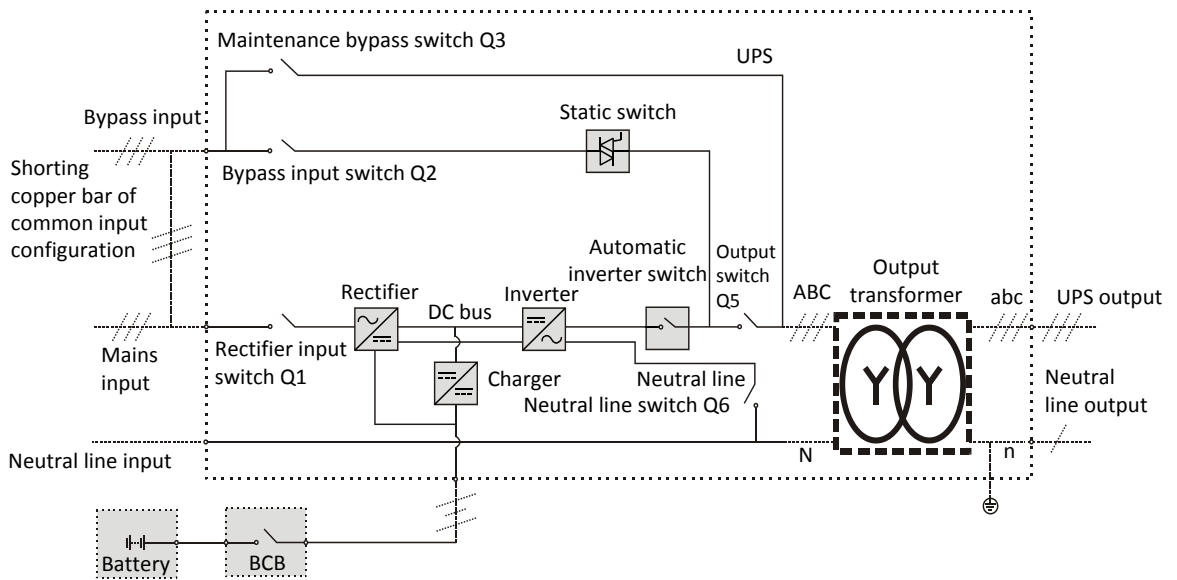 Maintenance bypass switch Q3
UPS
Bypass input
Static switch
Shorting
copper bar of
common input
configuration
Bypass input switch Q2
Automatic
inverter switch
Output
switch
Q5
Rectifier
DC bus
Inverter
ABC
Output
transformer
abc
UPS output
Mains
input
Rectifier input
switch Q1
Charger
Neutral line
Neutral line switch Q6
Y Y
Neutral
line output
Neutral line input
N
n
Battery
BCB